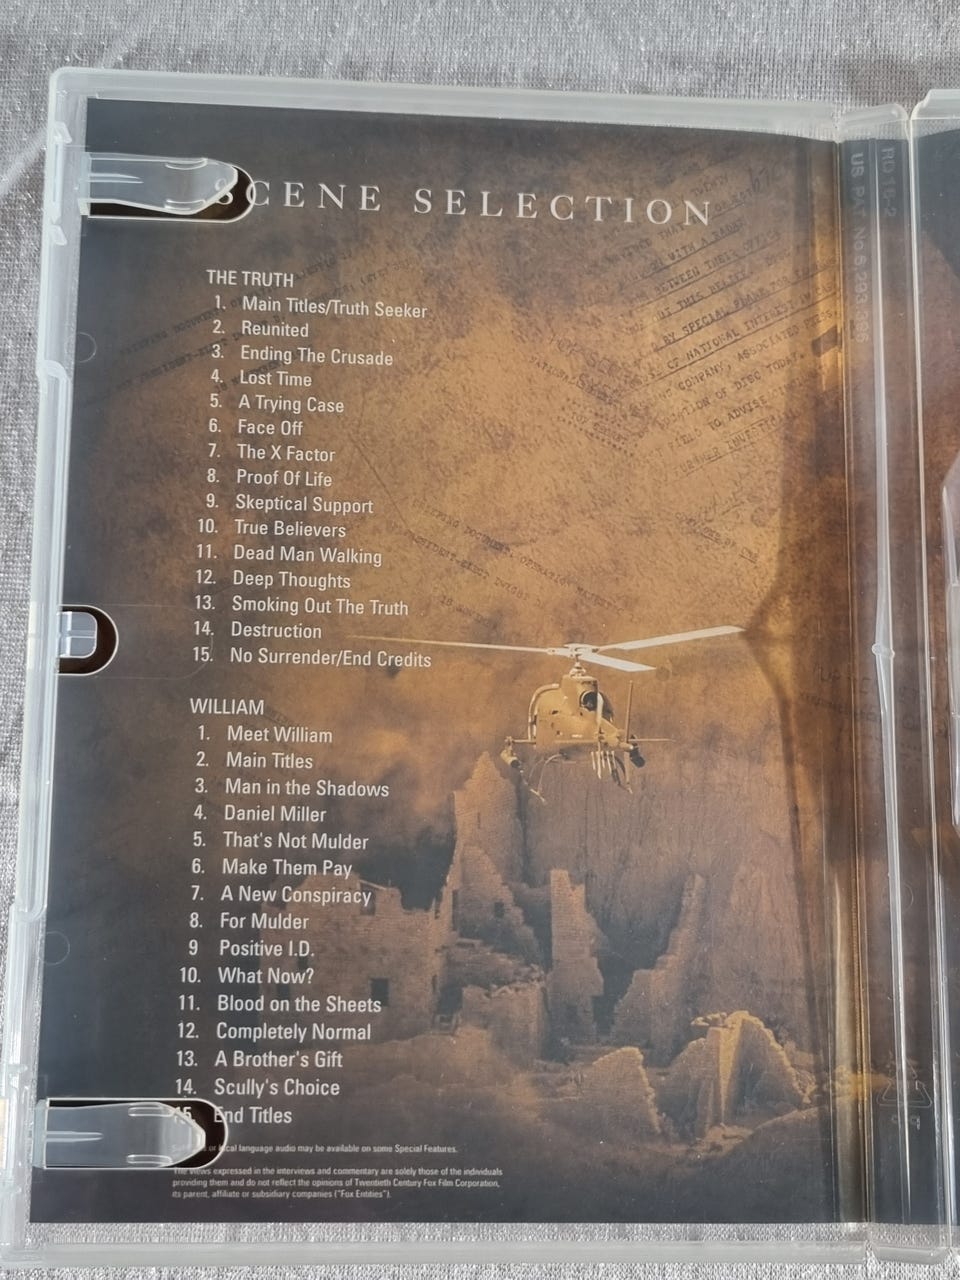 SCENE SELECTION
THE TRUTH
1. Main Titles/Truth Seeker
2. Reunited
3. Ending The Crusade
4. Lost Time
5. A Trying Case
6. Face Off
7. The X Factor
8. Proof Of Life
9. Skeptical Support
10. True Believers
11. Dead Man Walking
12. Deep Thoughts
13. Smoking Out The Truth
14. Destruction
15. No Surrender/End Credits
WILLIAM
1. Meet William
2. Main Titles
3. Man in the Shadows
4. Daniel Miller
5. That's Not Mulder
6. Make Them Pay
7. A New Conspiracy
8. For Mulder
9 Positive I.D.
10. What Now?
11. Blood on the Sheets
12. Completely Normal
13. A Brother's Gift
14. Scully's Choice
15. End Titles
or local language audio may be available on some Special Features.
The views expressed in the interviews and commentary are solely those of the individuals
providing them and do not reflect the opinions of Twentieth Century Fox Film Corporation,
its parent, affiliate or subsidiary companies ("Fox Entities").
US PAT No 6,293,396